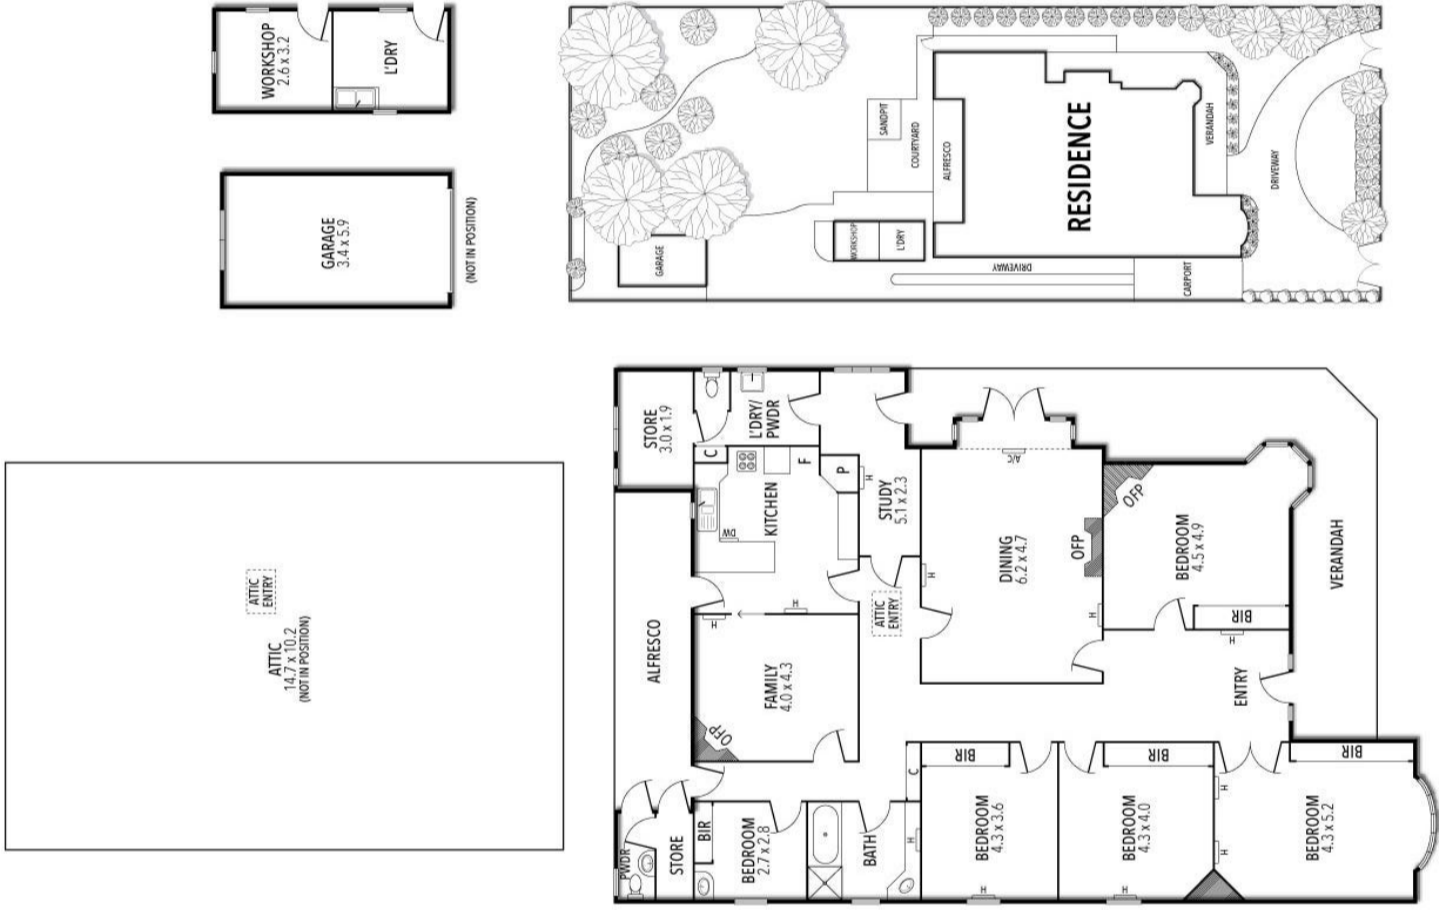 WORKSHOP
2.6 x 3.2
L'DRY
GARAGE
3.4 x 5.9
(NOT IN POSITION)
SANDPIT
COURTYARD
ALFRESCO
RESIDENCE
VERANDAH
DRIVEWAY
WORKSHOP
L'DRY
GARAGE
DRIVEWAY
CARPORT
ATTIC
ENTRY
ATTIC
14.7 x 10.2
(NOT IN POSITION)
STORE
3.0 x 1.9
L'DRY/
PWDR
C
F
P
H
KITCHEN
DW
STUDY
5.1 x 2.3
A/C
DINING
6.2 x 4.7
OFP
H
H
OFP
BEDROOM
4.5 x 4.9
BIR
H
VERANDAH
ALFRESCO
H
H
ATTIC
ENTRY
FAMILY
4.0 x 4.3
OFP
ENTRY
PWDR
STORE
BIR
BEDROOM
2.7 x 2.8
BATH
C
H
BIR
BEDROOM
4.3 x 3.6
H
BIR
BEDROOM
4.3 x 4.0
H
BIR
H
H
BEDROOM
4.3 x 5.2